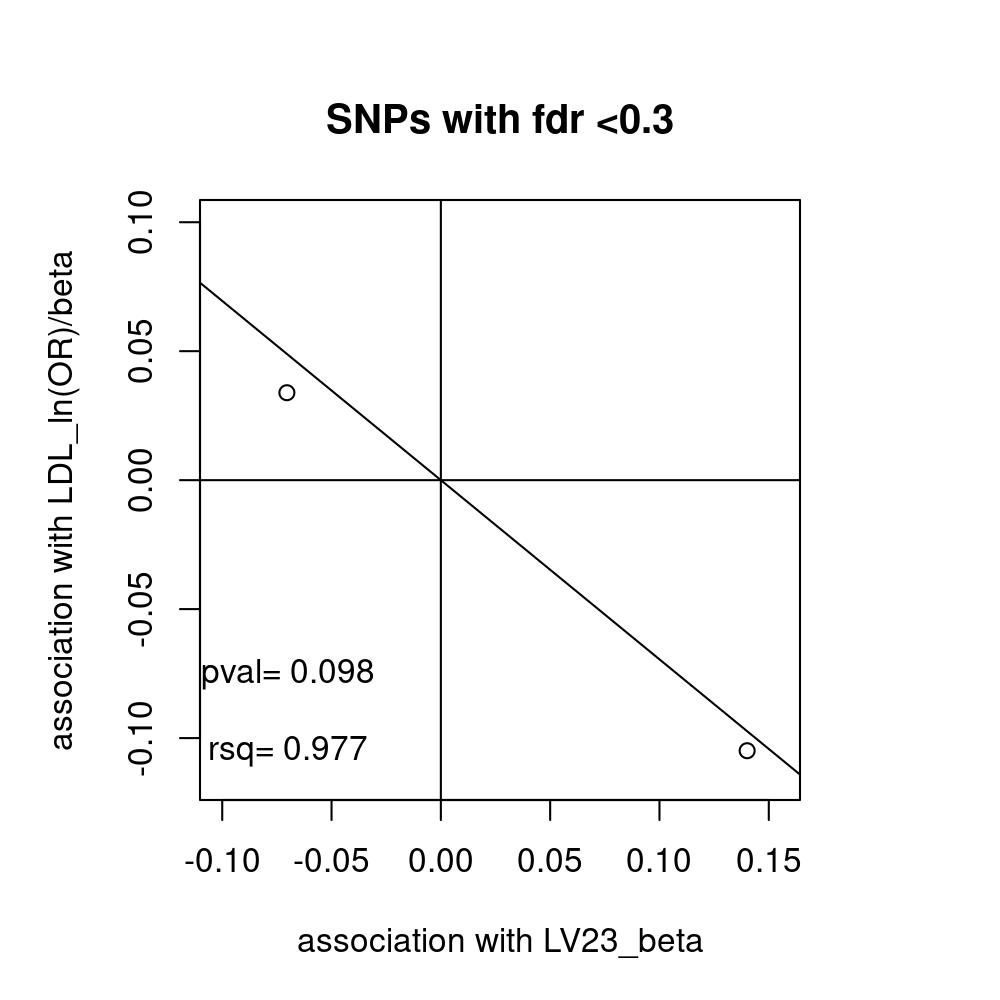 SNPs with fdr <0.3
association with LDL_ln(OR)/beta
0.10
0.05
0.00
-0.05
-0.10
pval= 0.098
rsq= 0.977
-0.10 -0.05 0.00 0.05 0.10 0.15
association with LV23_beta